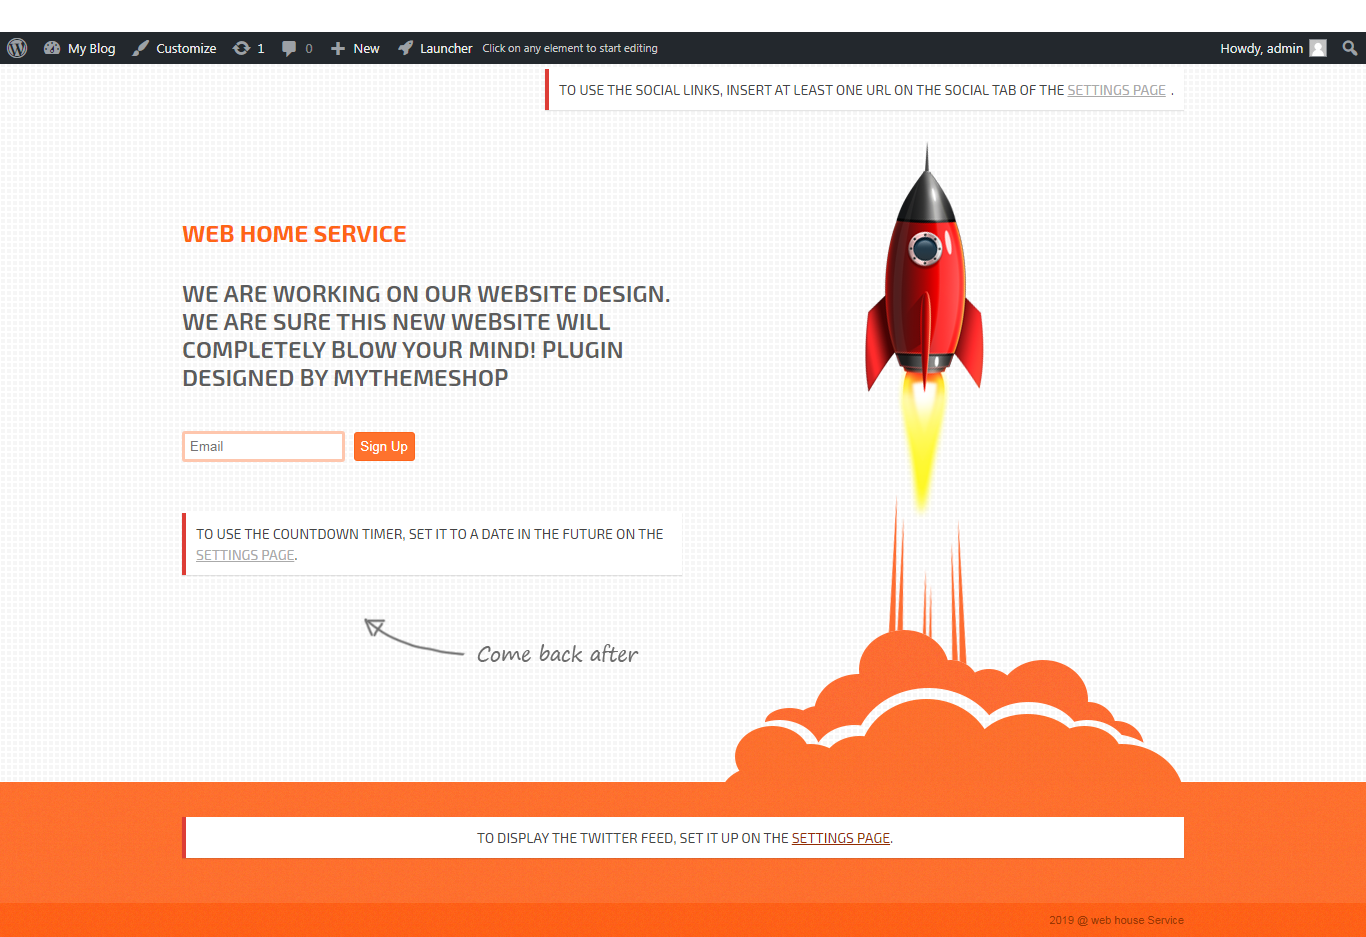 My Blog Customize 1 0 New Launcher Click on any element to start editing Howdy, admin
TO USE THE SOCIAL LINKS, INSERT AT LEAST ONE URL ON THE SOCIAL TAB OF THE SETTINGS PAGE .
WEB HOME SERVICE
WE ARE WORKING ON OUR WEBSITE DESIGN.
WE ARE SURE THIS NEW WEBSITE WILL
COMPLETELY BLOW YOUR MIND! PLUGIN
DESIGNED BY MYTHEMESHOP
Email Sign Up
TO USE THE COUNTDOWN TIMER, SET IT TO A DATE IN THE FUTURE ON THE
SETTINGS PAGE.
Come back after
TO DISPLAY THE TWITTER FEED, SET IT UP ON THE SETTINGS PAGE.
2019 @ web house Service